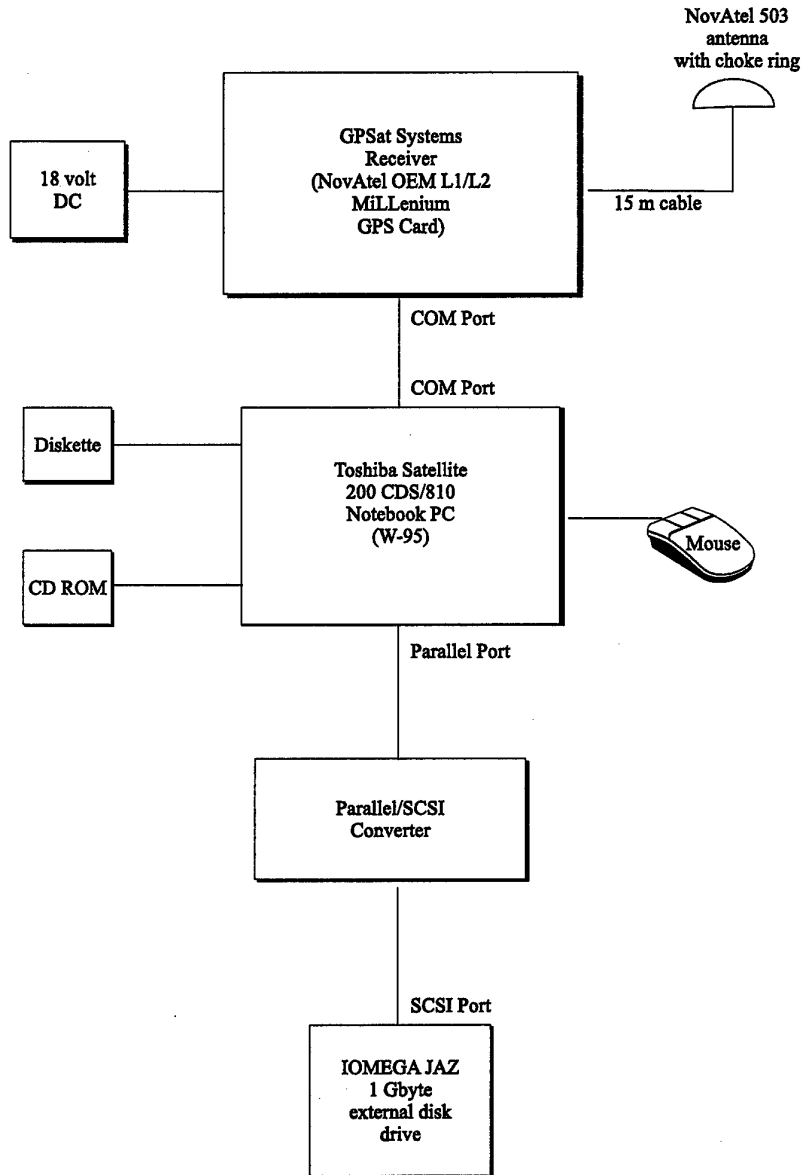 NovAtel 503
antenna
with choke ring
GPSat Systems
Receiver
(NovAtel OEM L1/L2
MiLLenium
GPS Card)
18 volt
DC
15 m cable
COM Port
COM Port
Diskette
Toshiba Satellite
200 CDS/810
Notebook PC
(W-95)
Mouse
CD ROM
Parallel Port
Parallel/SCSI
Converter
SCSI Port
IOMEGA JAZ
1 Gbyte
external disk
drive